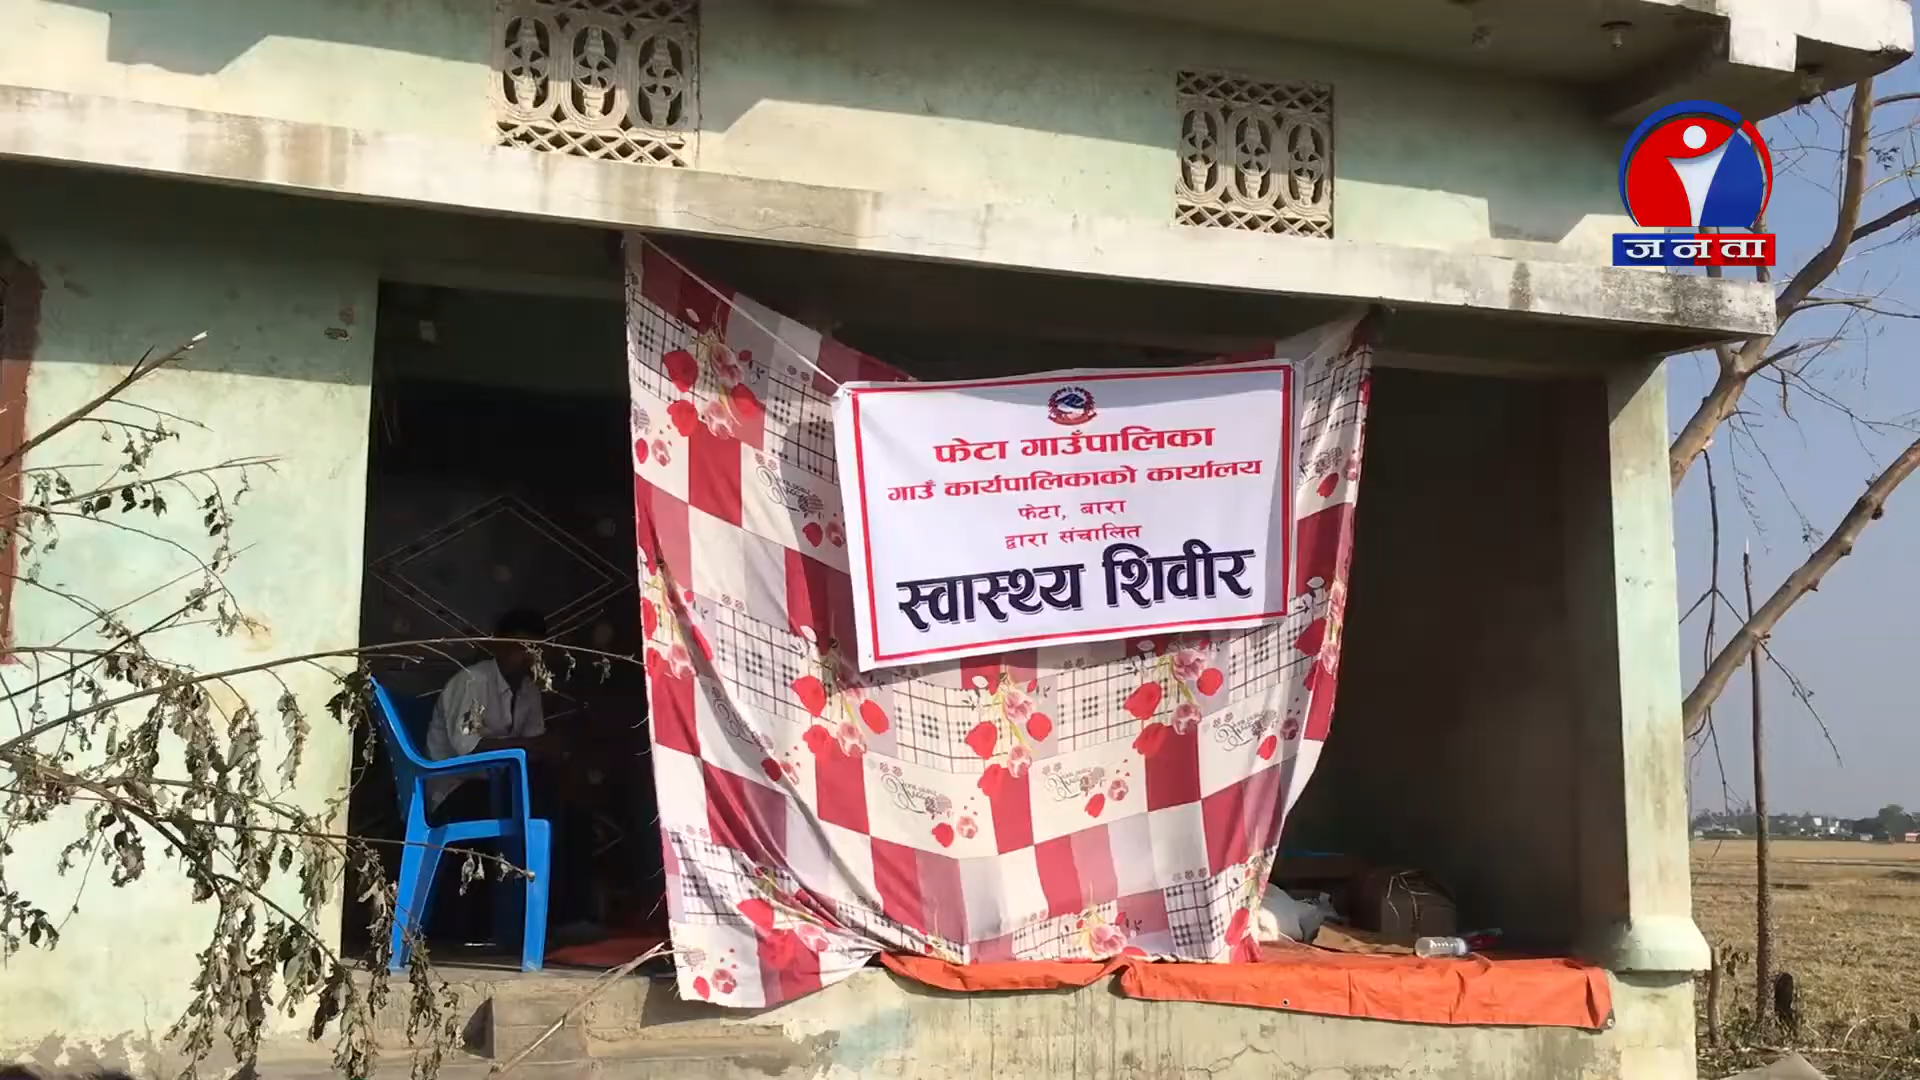 जनता
फेटा गाउँपालिका
गाउँ कार्यपालिकाको कार्यालय
फेटा, बारा
द्वारा संचालित
स्वास्थ्य शिवीर